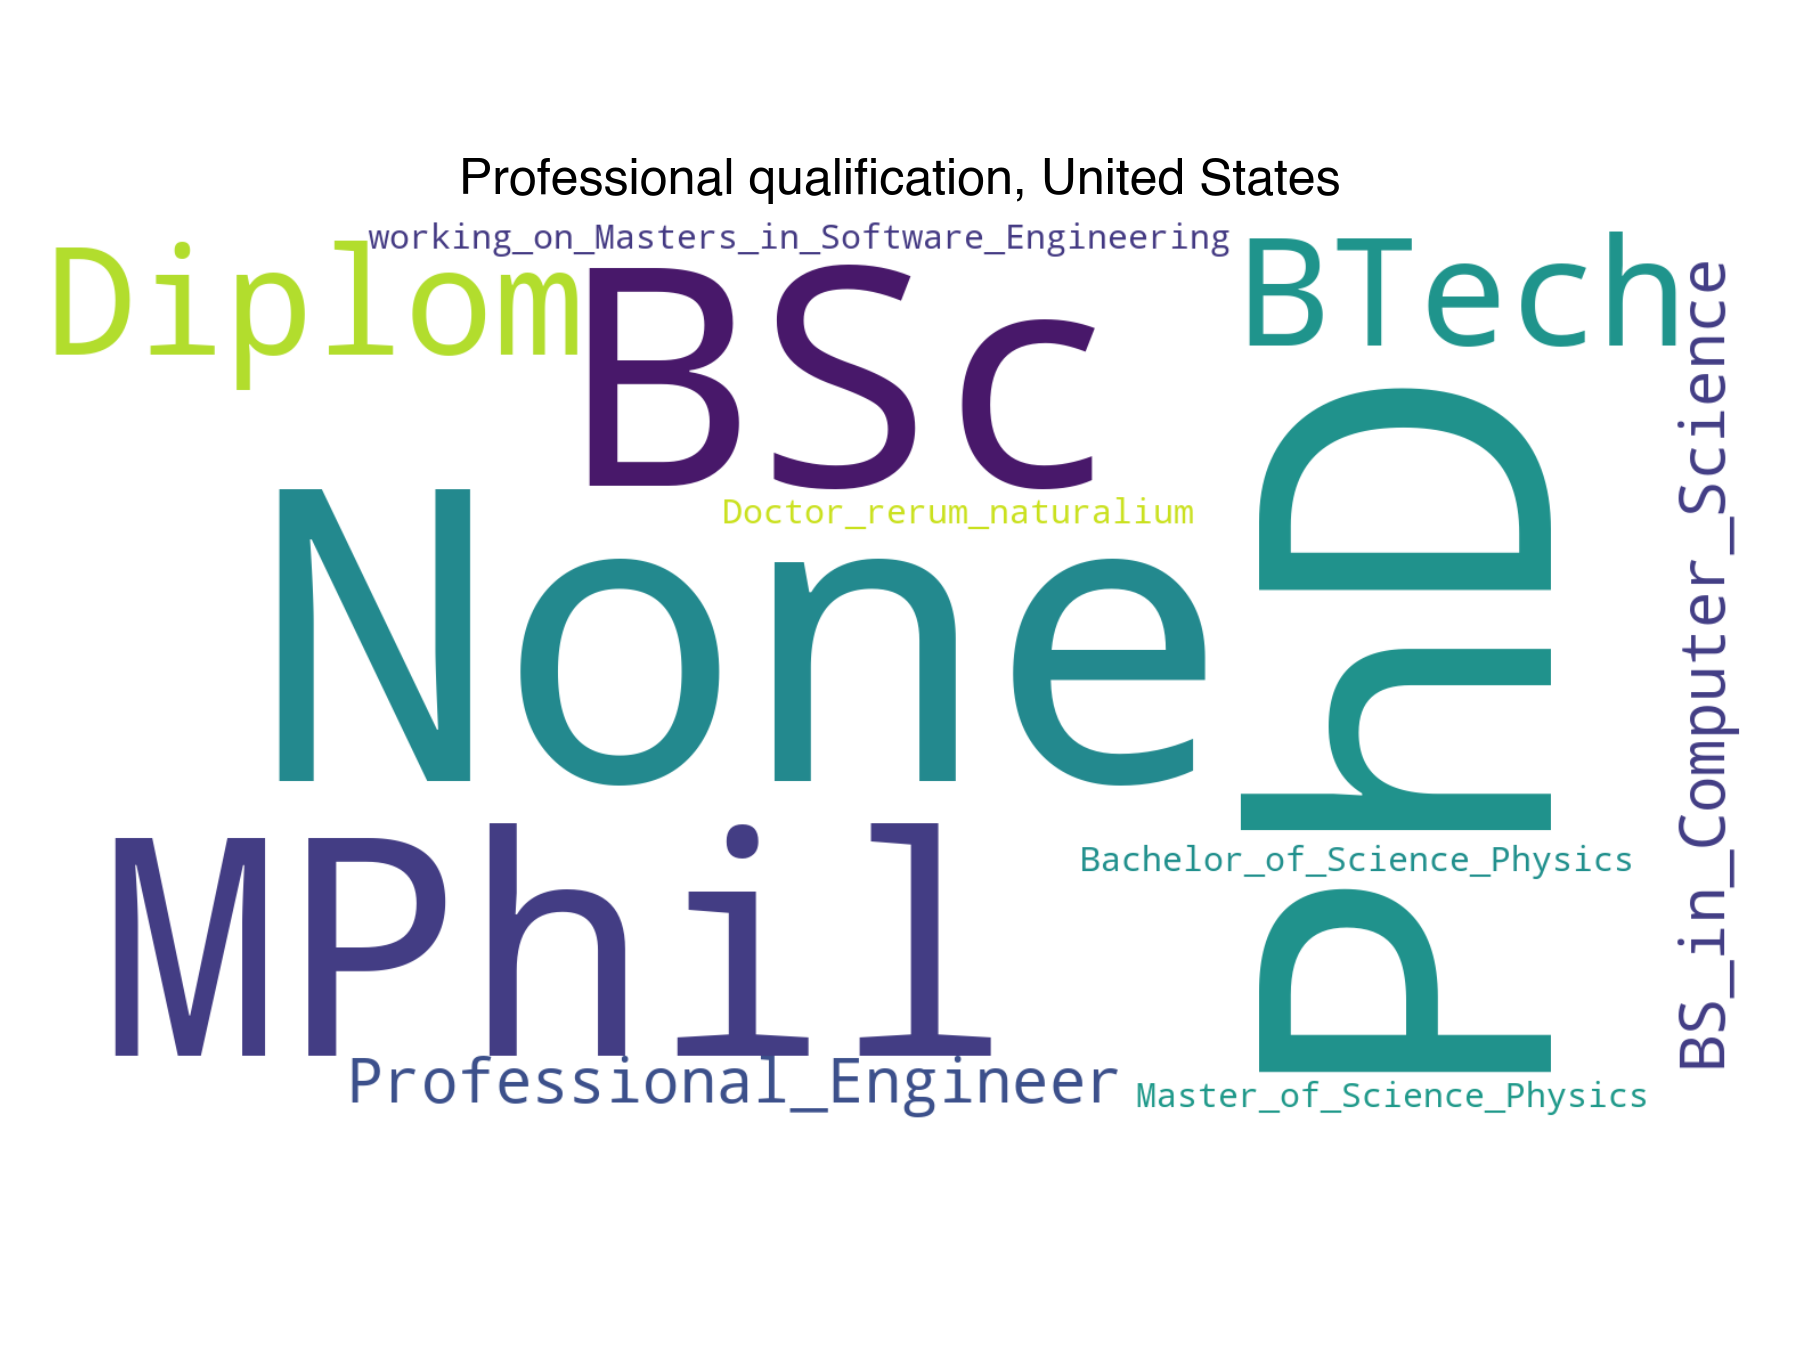 Professional qualification, United States
working_on_Masters_in_Software_Engineering
Diplom
BSc
BTech
Doctor_rerum_naturalium
None
PhD
BS_in_Computer_Science
MPhil
Bachelor_of_Science_Physics
Professional_Engineer
Master_of_Science_Physics